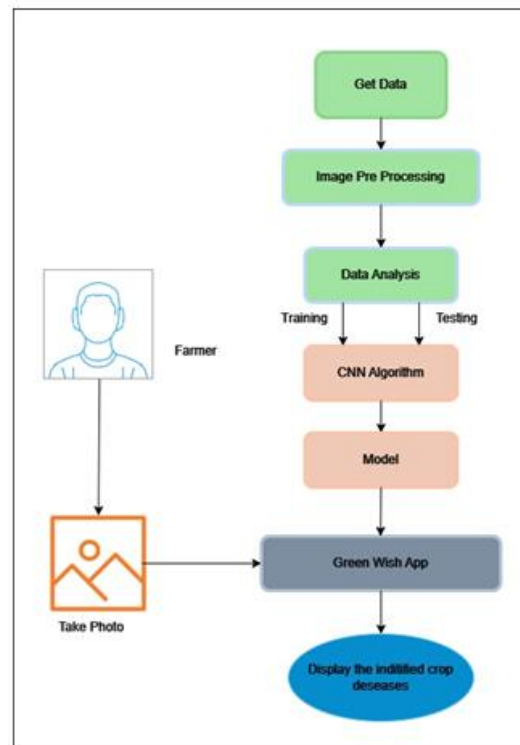 Get Data
Image Pre Processing
Data Analysis
Training
Testing
Farmer
CNN Algorithm
Model
Green Wish App
Take Photo
Display the inditified crop
deseases